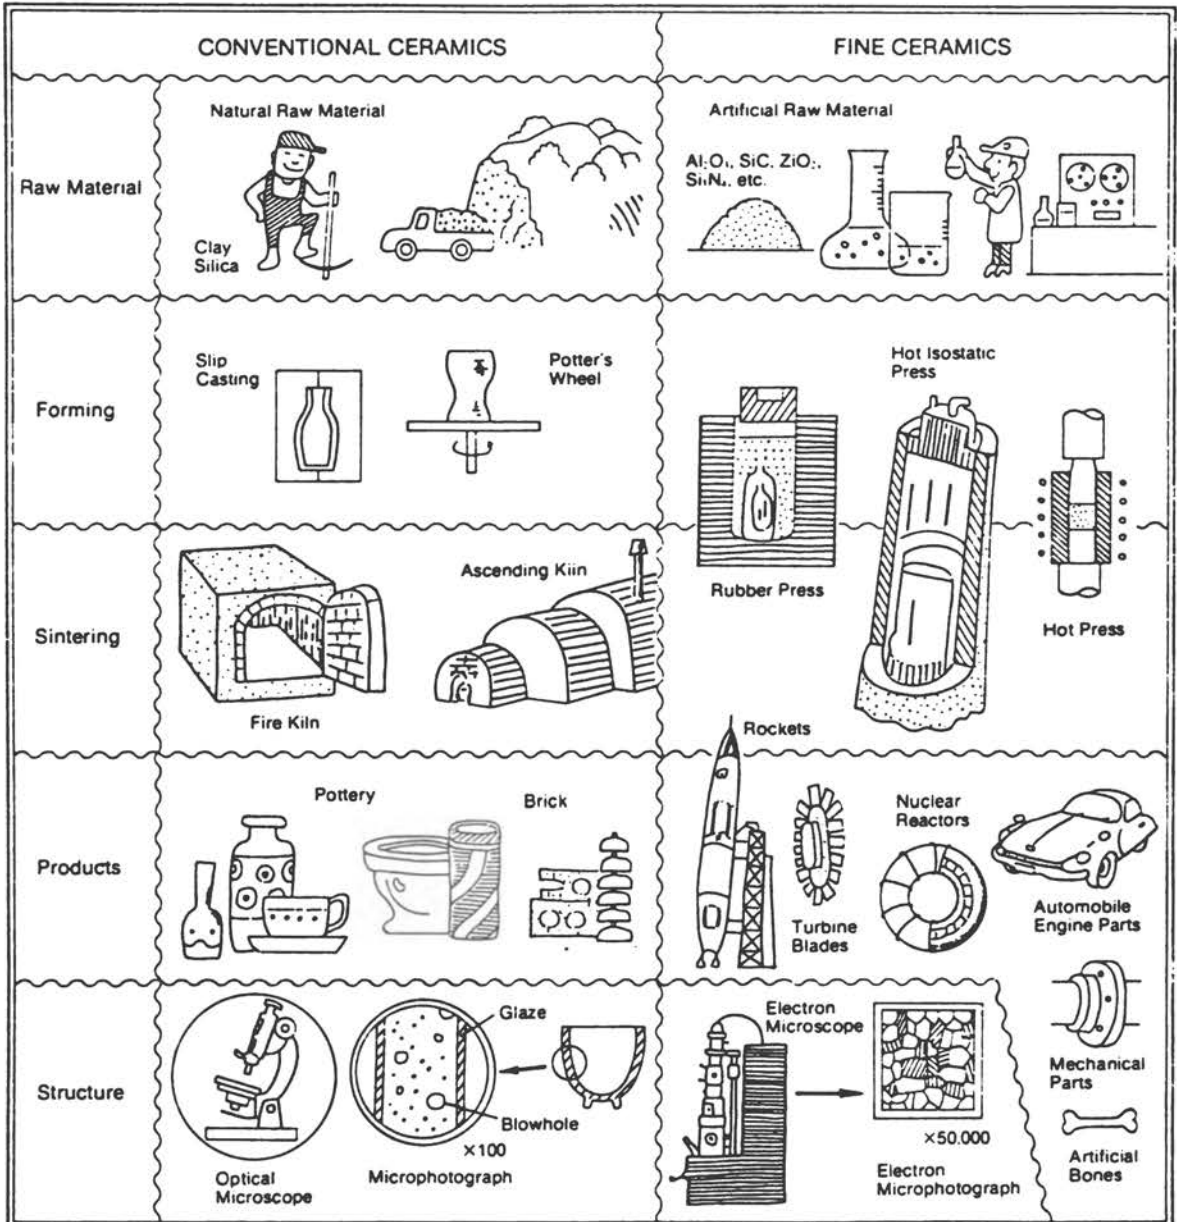 CONVENTIONAL CERAMICS
FINE CERAMICS
Raw Material
Natural Raw Material
Clay
Silica
Artificial Raw Material
Al2O3, SiC, ZiO2,
Si3N4, etc.
Forming
Slip
Casting
Potter's
Wheel
Hot Isostatic
Press
Rubber Press
Hot Press
Sintering
Fire Kiln
Ascending Kiln
Products
Pottery
Brick
Rockets
Turbine
Blades
Nuclear
Reactors
Automobile
Engine Parts
Mechanical
Parts
Artificial
Bones
Structure
Optical
Microscope
Glaze
Blowhole
×100
Microphotograph
Electron
Microscope
×50.000
Electron
Microphotograph